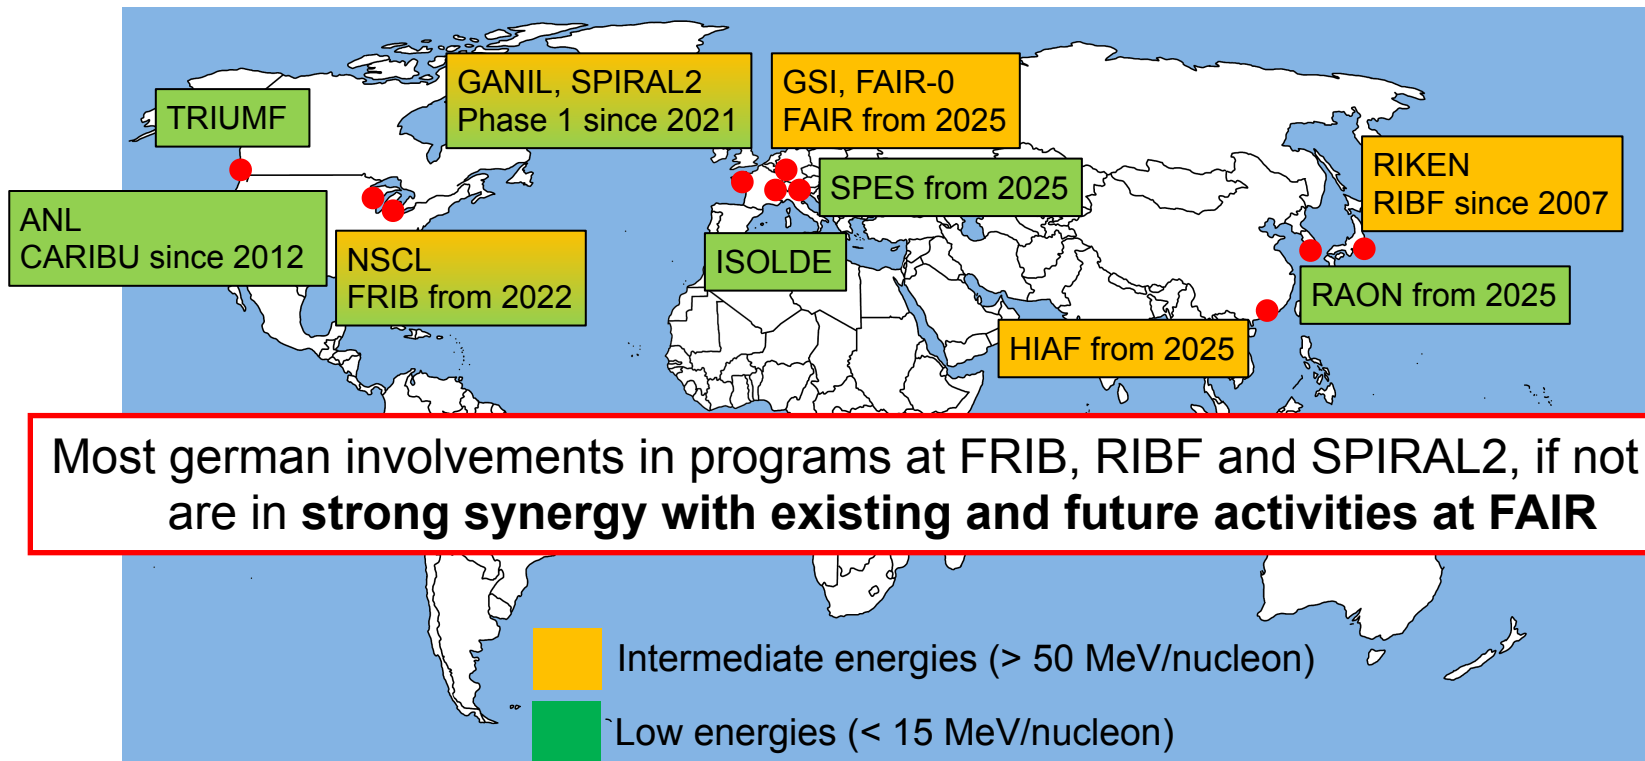 GANIL, SPIRAL2
Phase 1 since 2021
GSI, FAIR-0
FAIR from 2025
TRIUMF
RIKEN
RIBF since 2007
SPES from 2025
ANL
CARIBU since 2012
NSCL
FRIB from 2022
ISOLDE
RAON from 2025
HIAF from 2025
Most german involvements in programs at FRIB, RIBF and SPIRAL2, if not
are in strong synergy with existing and future activities at FAIR
Intermediate energies (> 50 MeV/nucleon)
Low energies (< 15 MeV/nucleon)